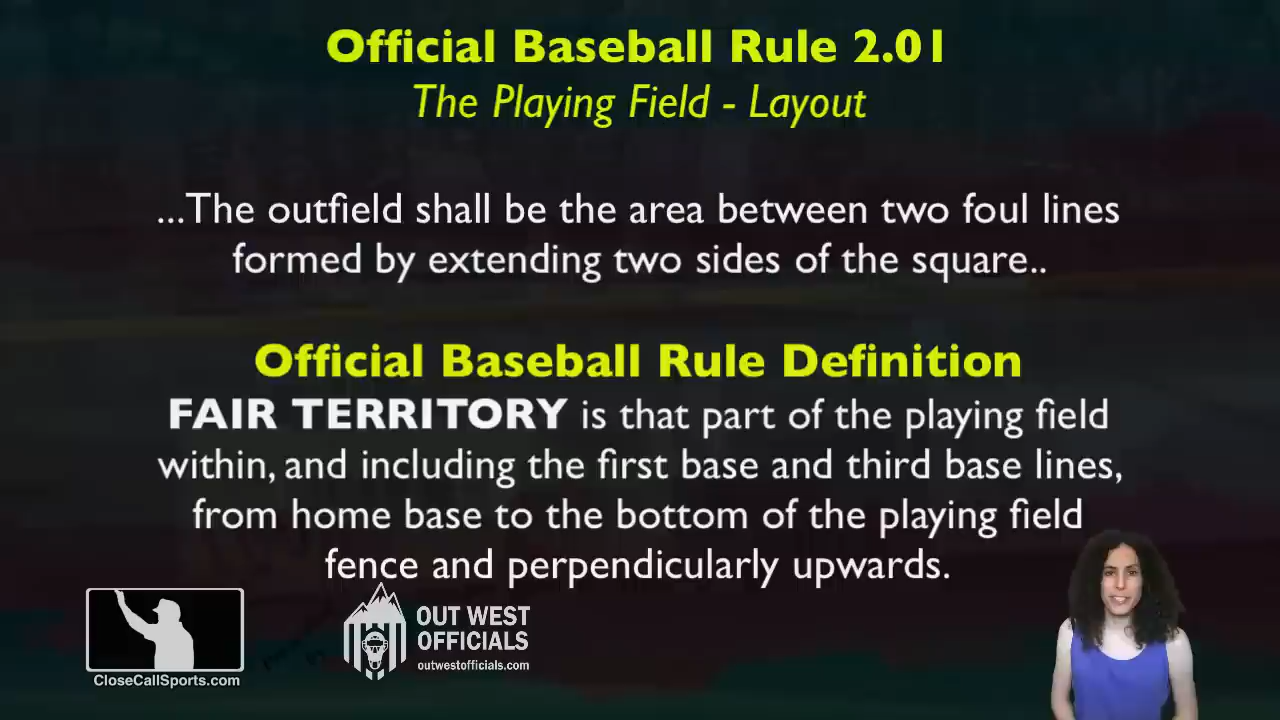 Official Baseball Rule 2.01
The Playing Field - Layout
...The outfield shall be the area between two foul lines
formed by extending two sides of the square..
Official Baseball Rule Definition
FAIR TERRITORY is that part of the playing field
within, and including the first base and third base lines,
from home base to the bottom of the playing field
fence and perpendicularly upwards.
CloseCallSports.com
OUT WEST
OFFICIALS
outwestofficials.com